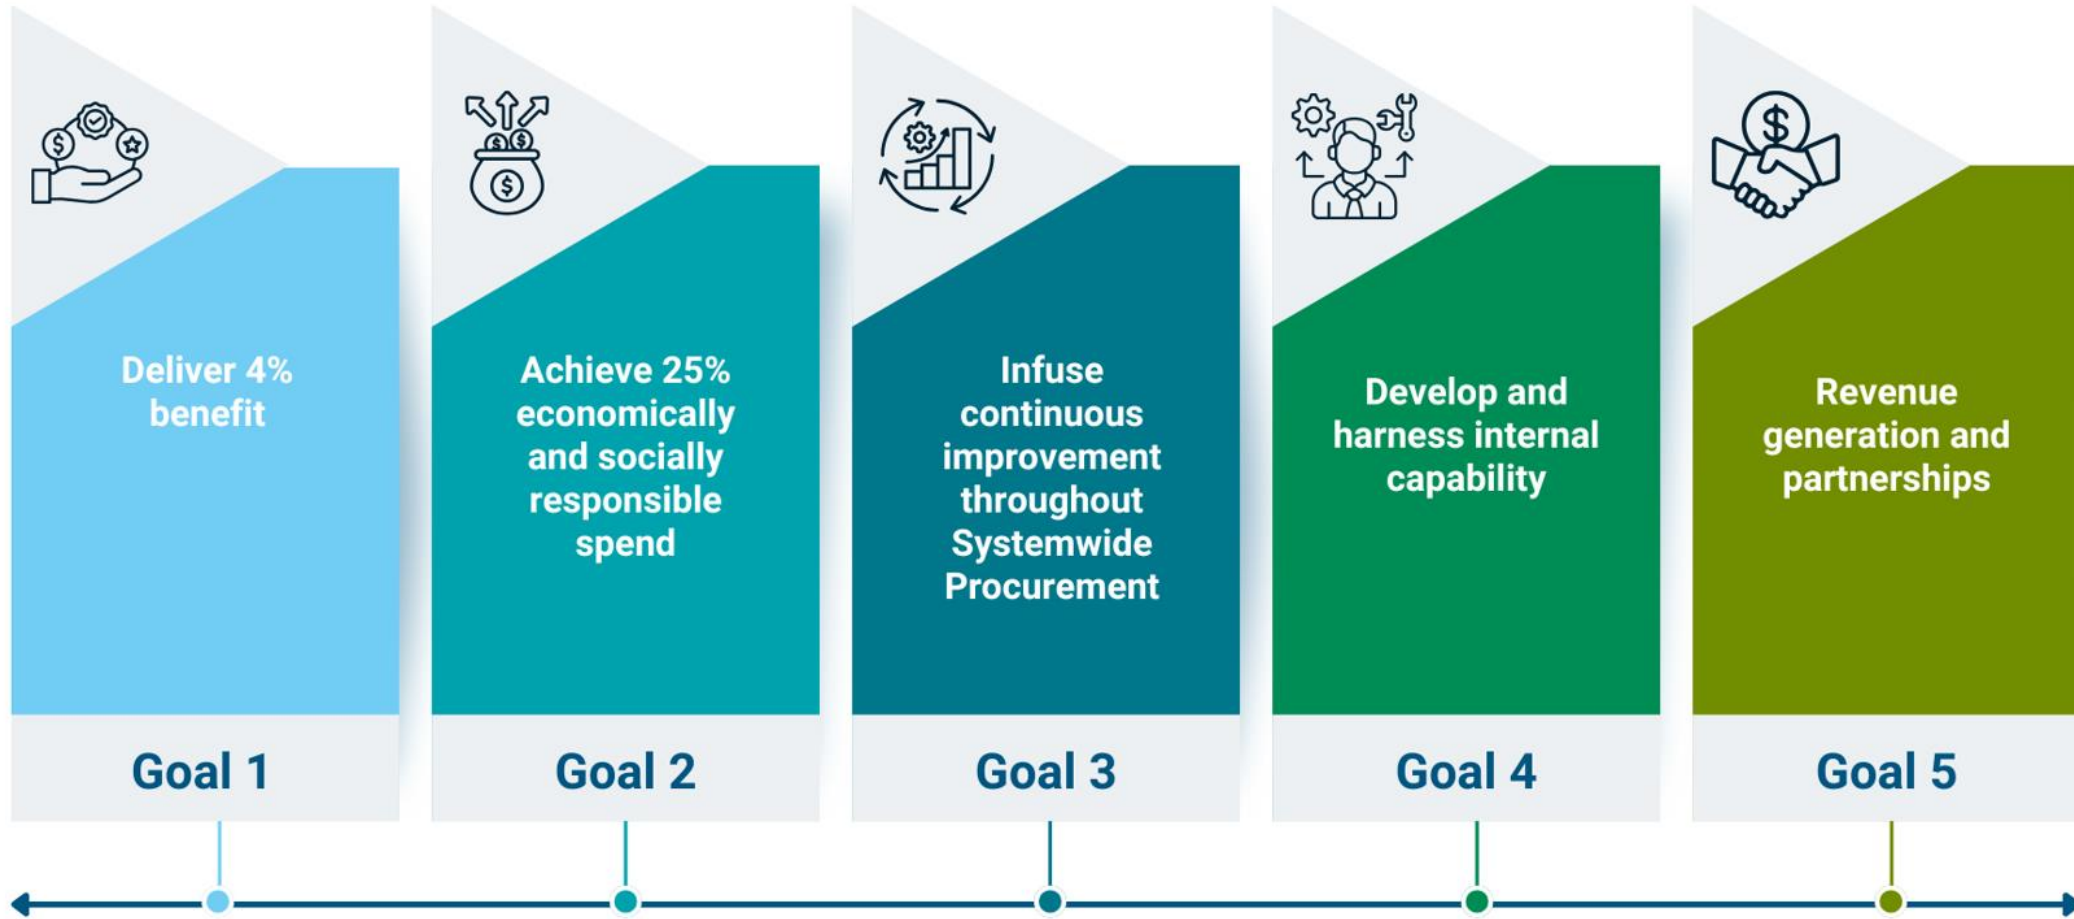 Deliver 4%
benefit
Goal 1
Achieve 25%
economically
and socially
responsible
spend
Goal 2
Infuse
continuous
improvement
throughout
Systemwide
Procurement
Goal 3
Develop and
harness internal
capability
Goal 4
Revenue
generation and
partnerships
Goal 5